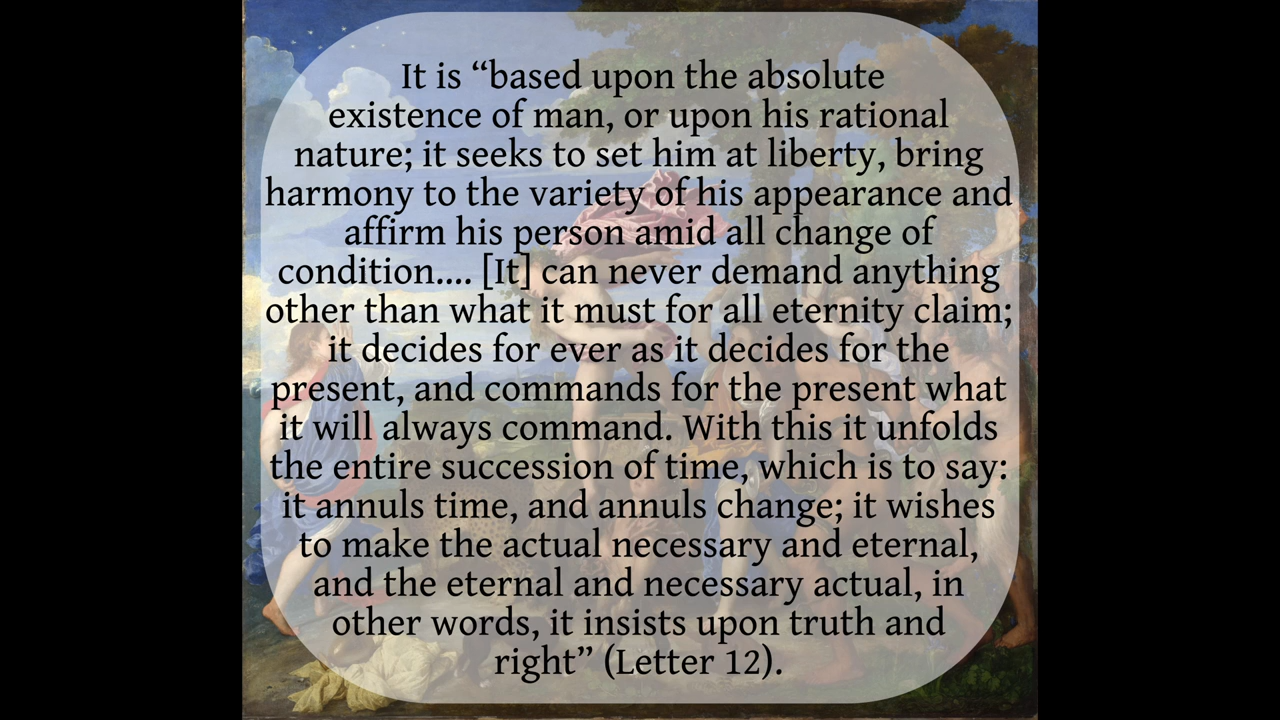 It is “based upon the absolute
existence of man, or upon his rational
nature; it seeks to set him at liberty, bring
harmony to the variety of his appearance and
affirm his person amid all change of
condition.... [It] can never demand anything
other than what it must for all eternity claim;
it decides for ever as it decides for the
present, and commands for the present what
it will always command. With this it unfolds
the entire succession of time, which is to say:
it annuls time, and annuls change; it wishes
to make the actual necessary and eternal,
and the eternal and necessary actual, in
other words, it insists upon truth and
right” (Letter 12).